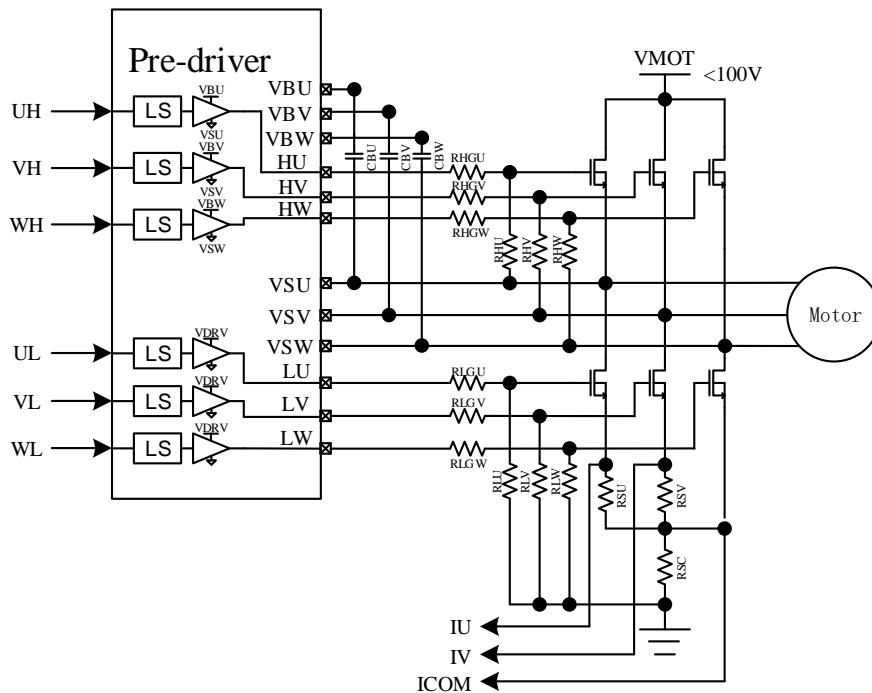 Pre-driver
VMOT
<100V
VBU
VBV
VBW
HU
HV
HW
VSU
VSV
VSW
LU
LV
LW
UH
LS
VBU
VSU
VH
LS
VBV
VSV
WH
LS
VBW
VSW
UL
LS
VDRV
VL
LS
VDRV
WL
LS
VDRV
CBU
CBV
CBW
RHGU
RHGV
RHGW
RHU
RHV
RHW
Motor
RLGU
RLGV
RLGW
RLU
RLV
RLW
RSU
RSV
RSC
IU
IV
ICOM